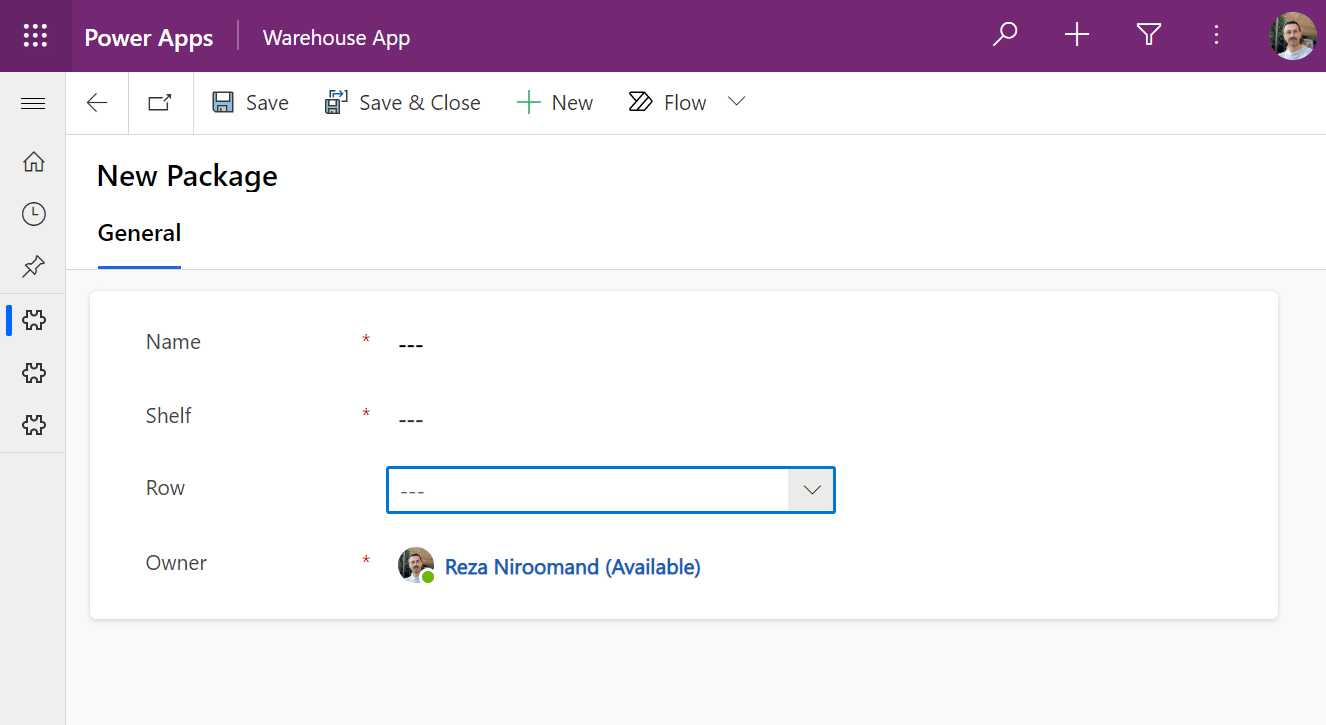 Power Apps Warehouse App
Save Save & Close New Flow
New Package
General
Name * ---
Shelf * ---
Row ---
Owner * Reza Niroomand (Available)